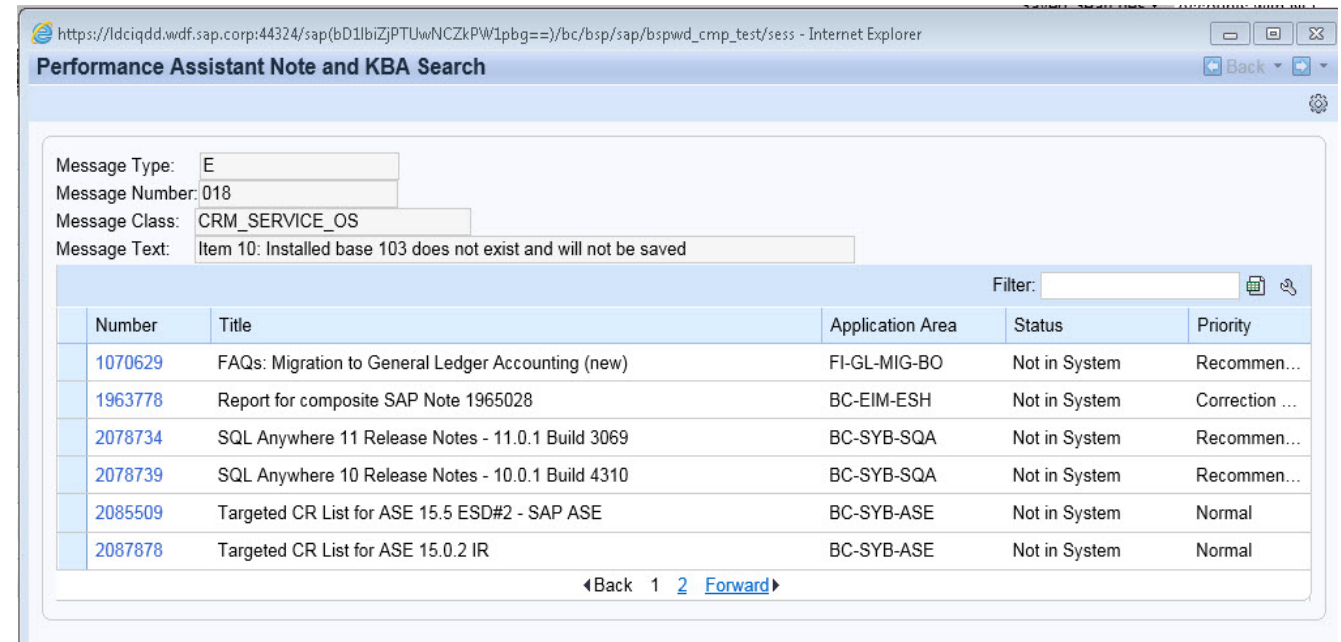 https://ldciqdd.wdf.sap.corp:44324/sap(bD1lbiZjPTUwNCZkPW1pbg==)/bc/bsp/sap/bspwd_cmp_test/sess - Internet Explorer
Performance Assistant Note and KBA Search
Back
Message Type: E
Message Number: 018
Message Class: CRM_SERVICE_OS
Message Text: Item 10: Installed base 103 does not exist and will not be saved
Filter:
Number Title Application Area Status Priority
1070629 FAQs: Migration to General Ledger Accounting (new) FI-GL-MIG-BO Not in System Recommen...
1963778 Report for composite SAP Note 1965028 BC-EIM-ESH Not in System Correction ...
2078734 SQL Anywhere 11 Release Notes - 11.0.1 Build 3069 BC-SYB-SQA Not in System Recommen...
2078739 SQL Anywhere 10 Release Notes - 10.0.1 Build 4310 BC-SYB-SQA Not in System Recommen...
2085509 Targeted CR List for ASE 15.5 ESD#2 - SAP ASE BC-SYB-ASE Not in System Normal
2087878 Targeted CR List for ASE 15.0.2 IR BC-SYB-ASE Not in System Normal
Back 1 2 Forward